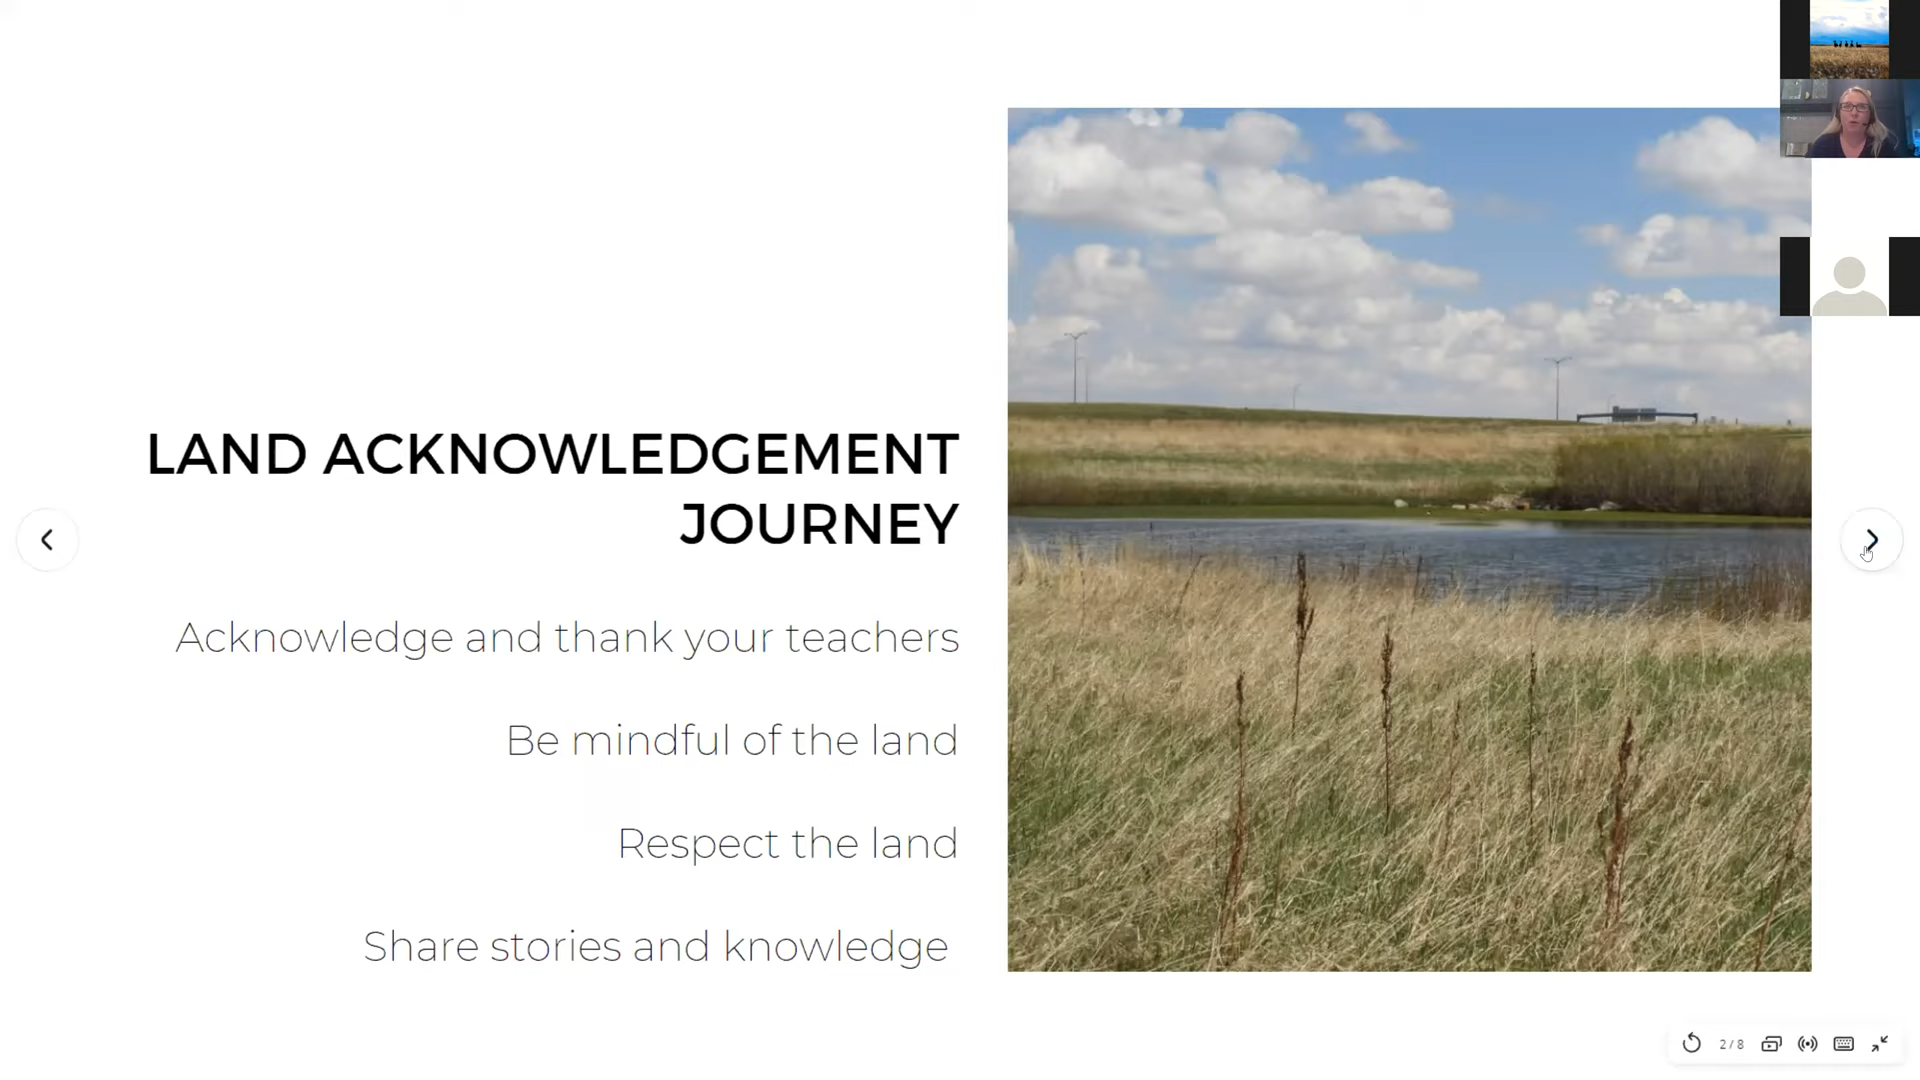 LAND ACKNOWLEDGEMENT
JOURNEY
Acknowledge and thank your teachers
Be mindful of the land
Respect the land
Share stories and knowledge
2 / 8